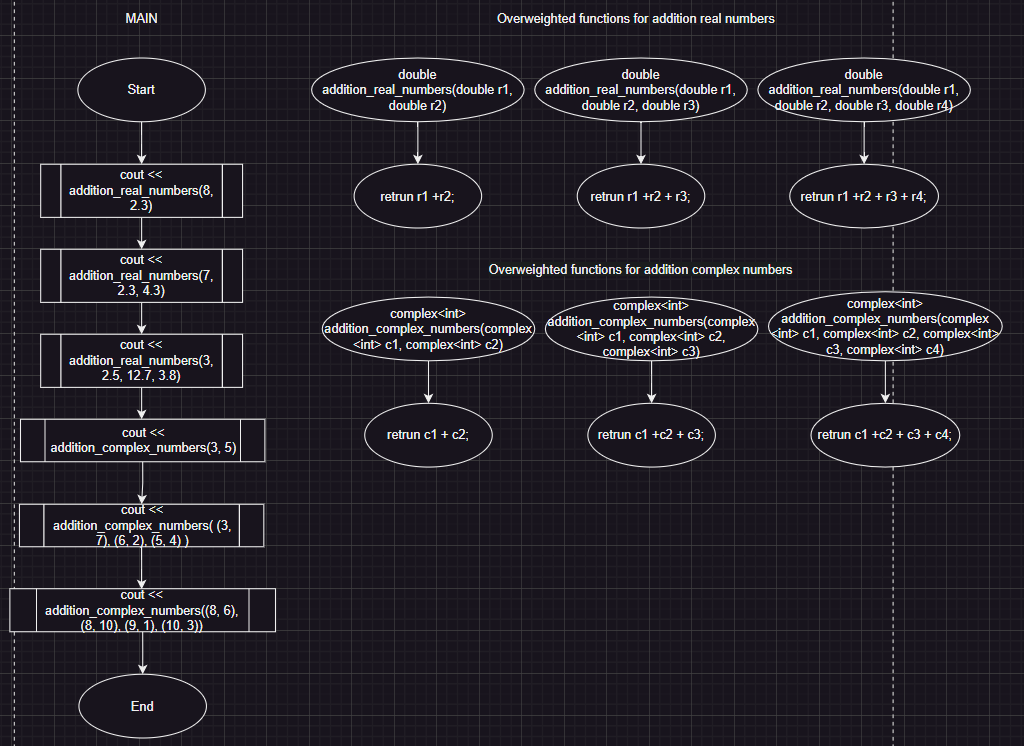 MAIN
Start
cout <<
addition_real_numbers(8,
2.3)
cout <<
addition_real_numbers(7,
2.3, 4.3)
cout <<
addition_real_numbers(3,
2.5, 12.7, 3.8)
cout <<
addition_complex_numbers(3, 5)
cout <<
addition_complex_numbers( (3,
7), (6, 2), (5, 4) )
cout <<
addition_complex_numbers((8, 6),
(8, 10), (9, 1), (10, 3))
End
Overweighted functions for addition real numbers
double
addition_real_numbers(double r1,
double r2)
retrun r1 +r2;
double
addition_real_numbers(double r1,
double r2, double r3)
retrun r1 +r2 + r3;
double
addition_real_numbers(double r1,
double r2, double r3, double r4)
retrun r1 +r2 + r3 + r4;
Overweighted functions for addition complex numbers
complex<int>
addition_complex_numbers(complex
<int> c1, complex<int> c2)
retrun c1 + c2;
complex<int>
addition_complex_numbers(complex
<int> c1, complex<int> c2,
complex<int> c3)
retrun c1 +c2 + c3;
complex<int>
addition_complex_numbers(complex
<int> c1, complex<int> c2, complex<int>
c3, complex<int> c4)
retrun c1 +c2 + c3 + c4;